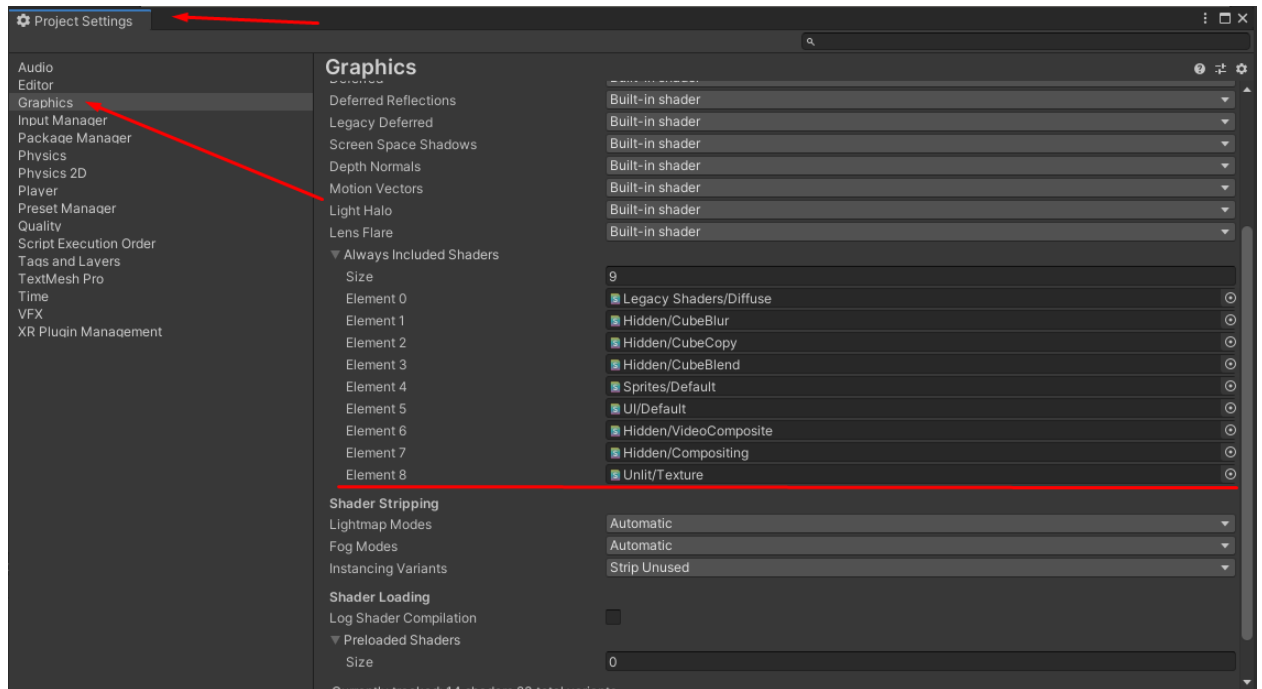 Project Settings
Audio
Editor
Graphics
Input Manager
Package Manager
Physics
Physics 2D
Player
Preset Manager
Quality
Script Execution Order
Tags and Layers
TextMesh Pro
Time
VFX
XR Plugin Management
Graphics
Deferred Built-in shader
Deferred Reflections Built-in shader
Legacy Deferred Built-in shader
Screen Space Shadows Built-in shader
Depth Normals Built-in shader
Motion Vectors Built-in shader
Light Halo Built-in shader
Lens Flare Built-in shader
Always Included Shaders
Size 9
Element 0 Legacy Shaders/Diffuse
Element 1 Hidden/CubeBlur
Element 2 Hidden/CubeCopy
Element 3 Hidden/CubeBlend
Element 4 Sprites/Default
Element 5 UI/Default
Element 6 Hidden/VideoComposite
Element 7 Hidden/Compositing
Element 8 Unlit/Texture
Shader Stripping
Lightmap Modes Automatic
Fog Modes Automatic
Instancing Variants Strip Unused
Shader Loading
Log Shader Compilation
Preloaded Shaders
Size 0